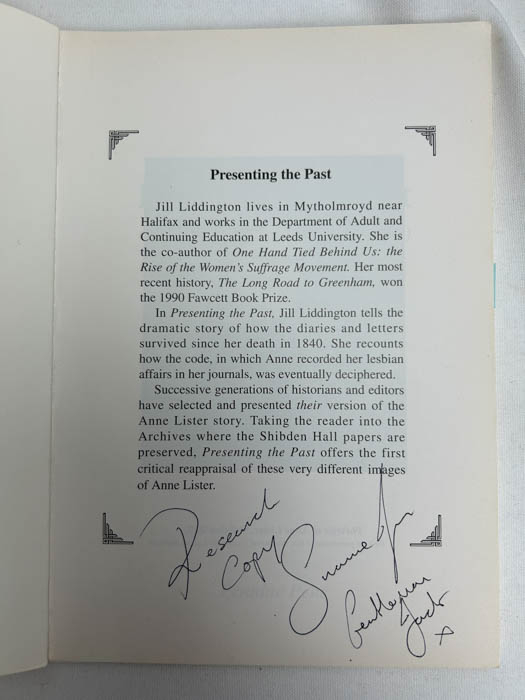 Presenting the Past
Jill Liddington lives in Mytholmroyd near
Halifax and works in the Department of Adult and
Continuing Education at Leeds University. She is
the co-author of One Hand Tied Behind Us: the
Rise of the Women's Suffrage Movement. Her most
recent history, The Long Road to Greenham, won
the 1990 Fawcett Book Prize.
In Presenting the Past, Jill Liddington tells the
dramatic story of how the diaries and letters
survived since her death in 1840. She recounts
how the code, in which Anne recorded her lesbian
affairs in her journals, was eventually deciphered.
Successive generations of historians and editors
have selected and presented their version of the
Anne Lister story. Taking the reader into the
Archives where the Shibden Hall papers are
preserved, Presenting the Past offers the first
critical reappraisal of these very different images
of Anne Lister.
Research
Copy
Gentleman
Jack
x